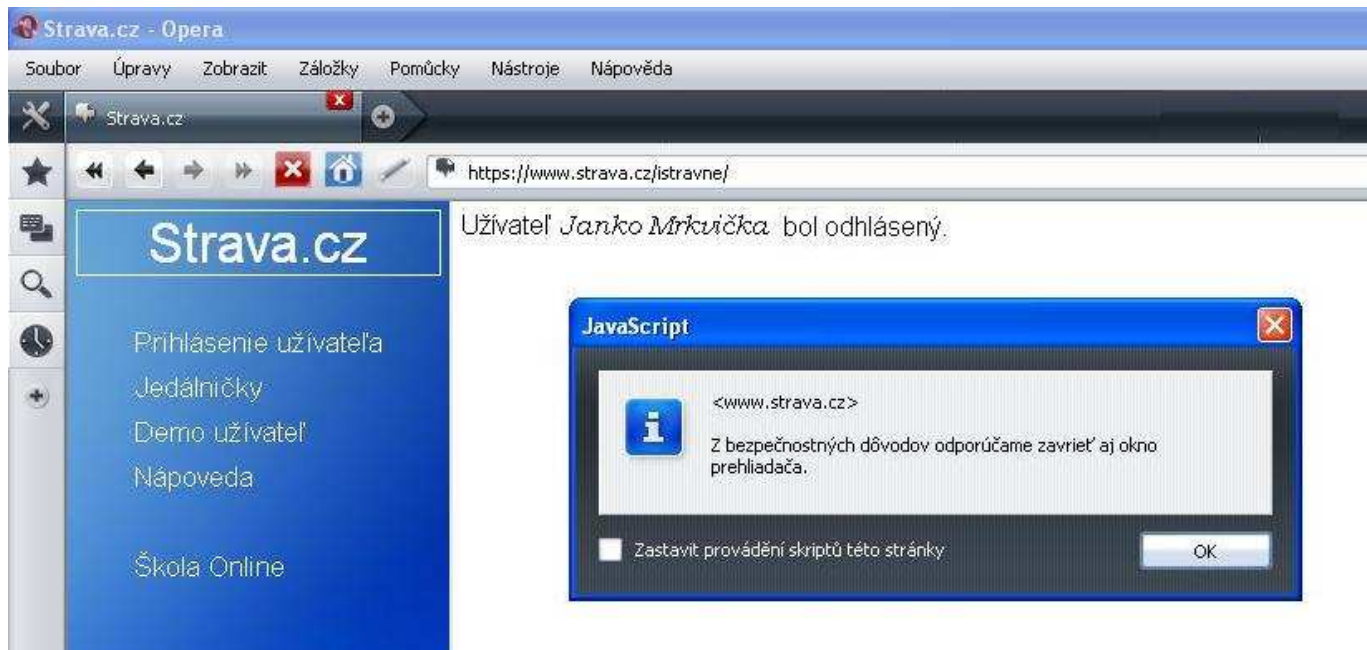 Strava.cz - Opera
Soubor Úpravy Zobrazit Záložky Pomůcky Nástroje Nápověda
Strava.cz
https://www.strava.cz/istravne/
Strava.cz
Prihlásenie užívateľa
Jedálničky
Demo užívateľ
Nápoveda
Škola Online
Užívateľ Janko Mrkvička bol odhlásený.
JavaScript
<www.strava.cz>
Z bezpečnostných dôvodov odporúčame zavrieť aj okno
prehliadača.
Zastavit provádění skriptů této stránky
OK